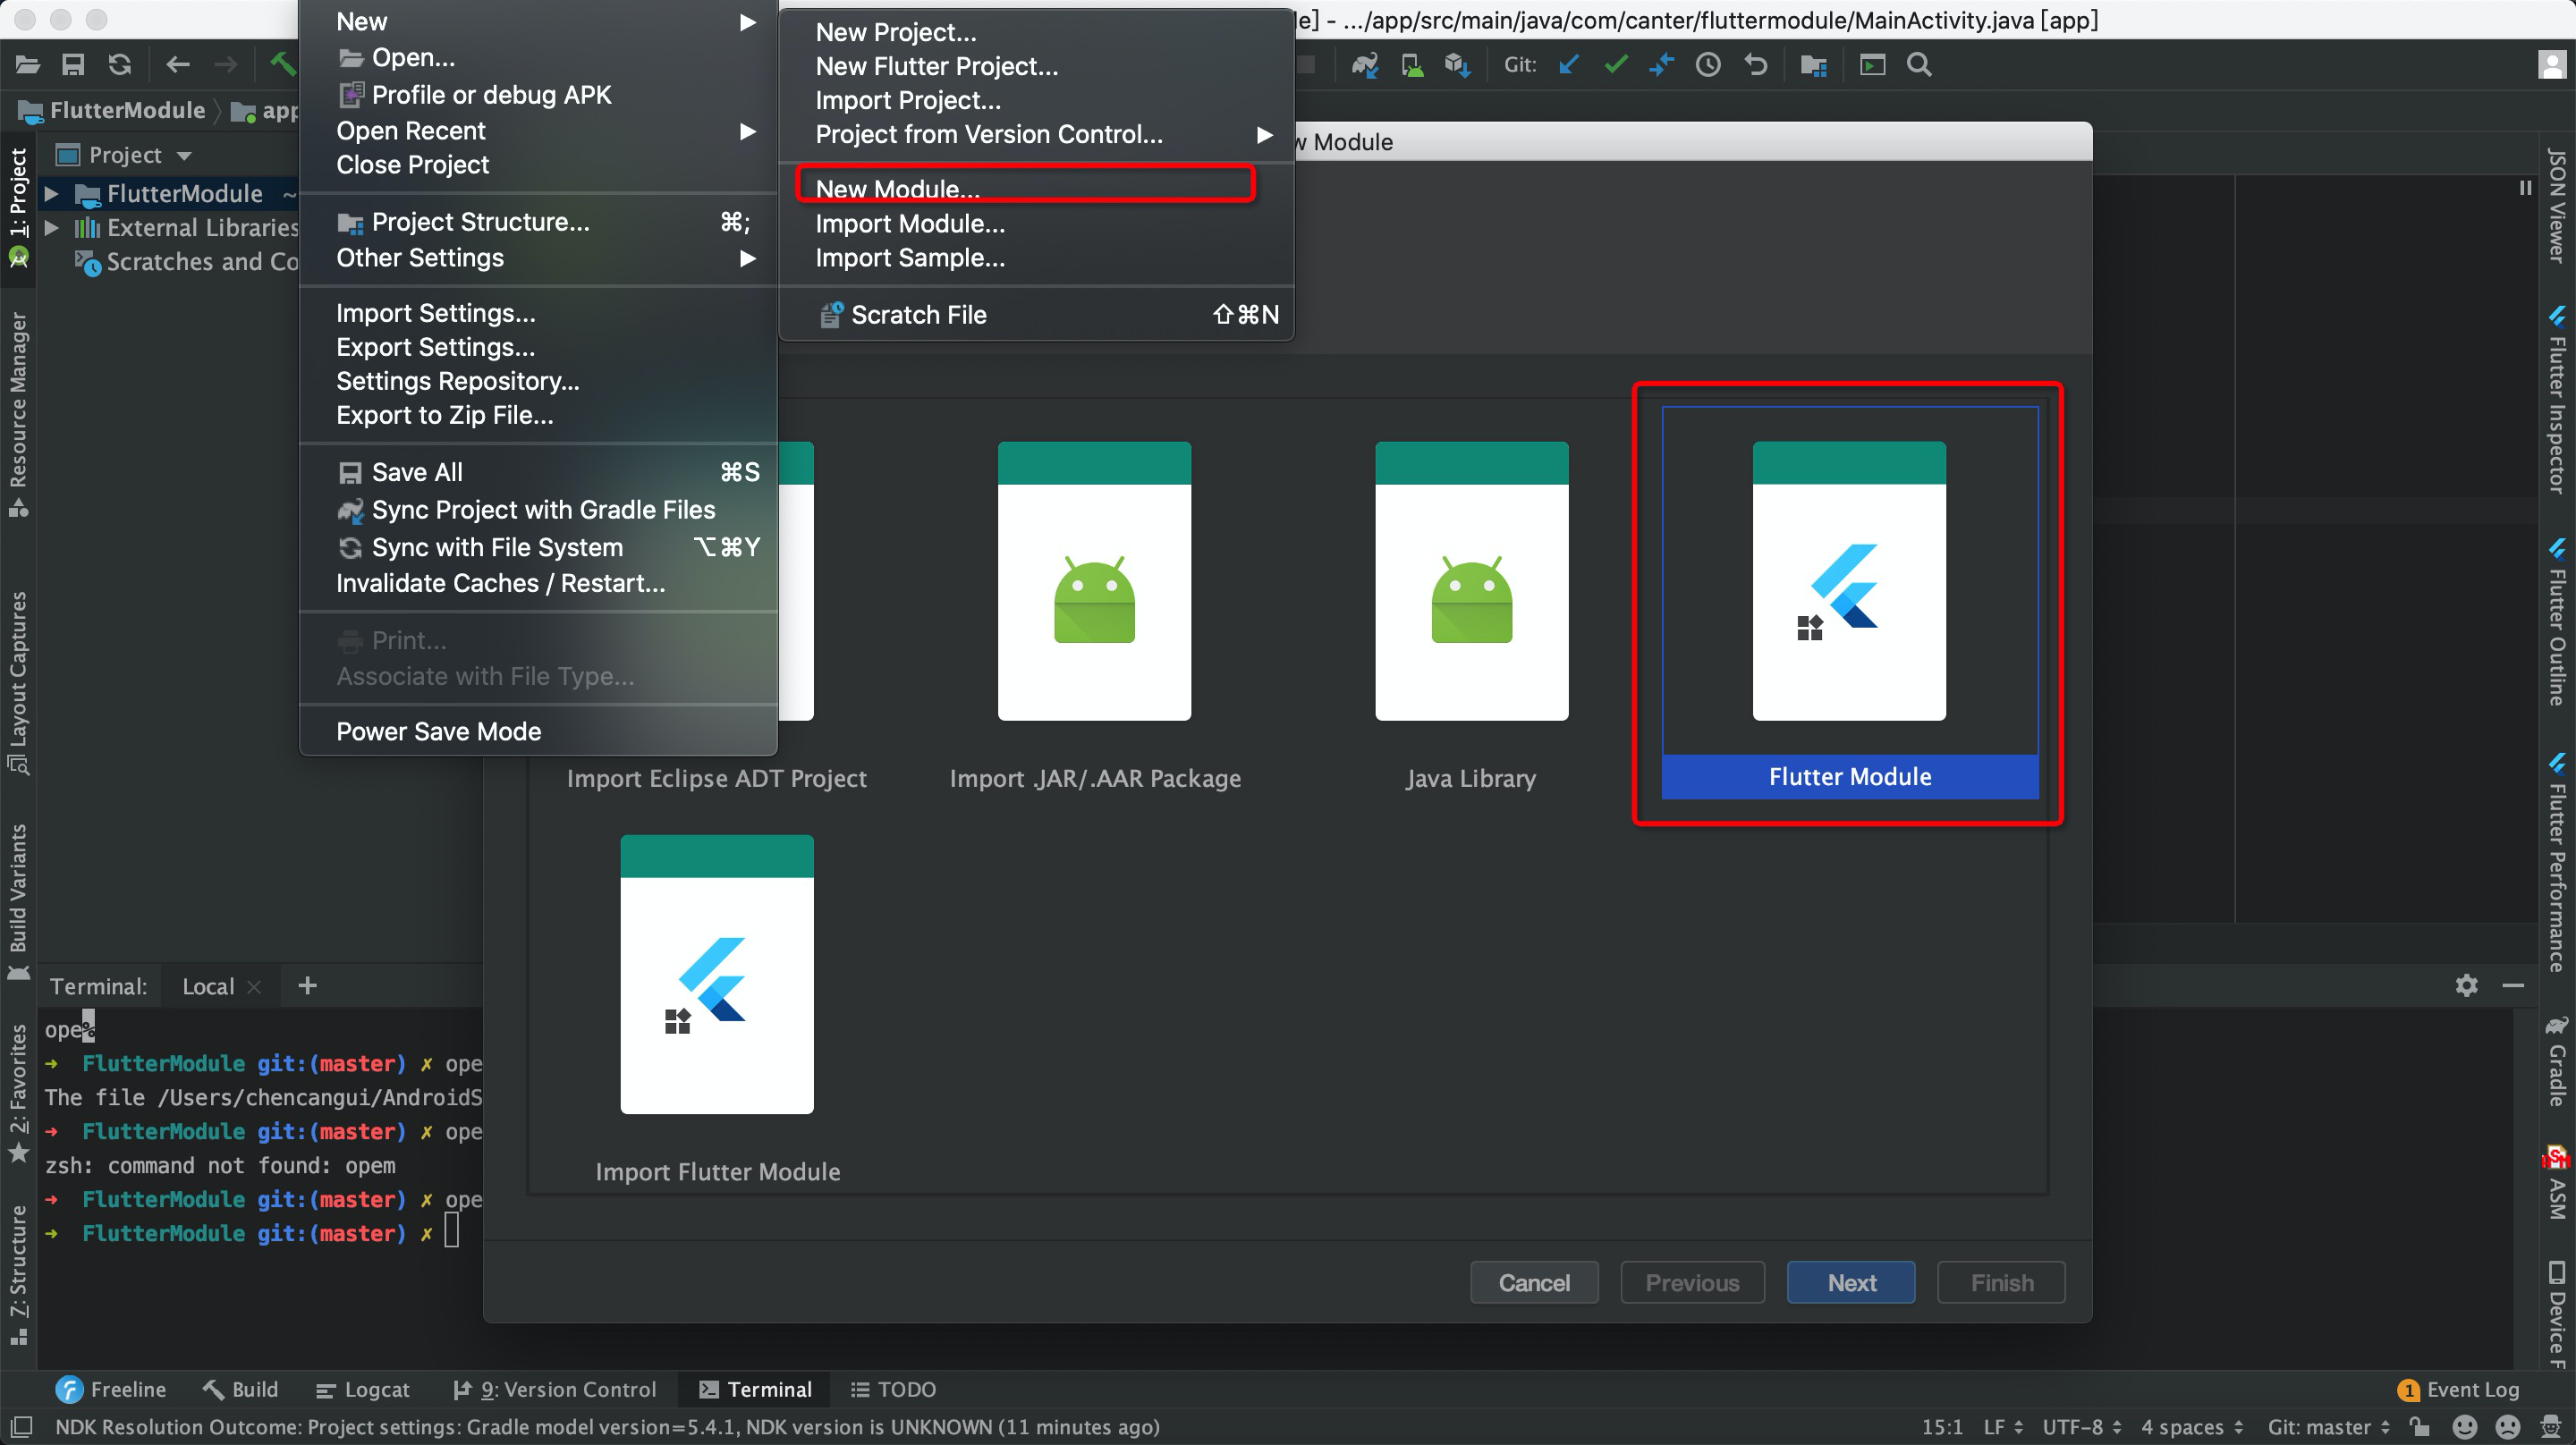 New
Open...
Profile or debug APK
Open Recent
Close Project
Project Structure... ⌘;
Other Settings
Import Settings...
Export Settings...
Settings Repository...
Export to Zip File...
Save All ⌘S
Sync Project with Gradle Files
Sync with File System ⌥⌘Y
Invalidate Caches / Restart...
Print...
Associate with File Type...
Power Save Mode
New Project...
New Flutter Project...
Import Project...
Project from Version Control...
New Module...
Import Module...
Import Sample...
Scratch File ⇧⌘N
] - .../app/src/main/java/com/canter/fluttermodule/MainActivity.java [app]
Git:
FlutterModule
app
Project
FlutterModule ~
External Libraries
Scratches and Co
Module
Import Eclipse ADT Project
Import .JAR/.AAR Package
Java Library
Flutter Module
Import Flutter Module
Cancel
Previous
Next
Finish
1: Project
Resource Manager
Layout Captures
Build Variants
2: Favorites
7: Structure
JSON Viewer
Flutter Inspector
Flutter Outline
Flutter Performance
Gradle
ASM
Device F
Terminal:
Local
ope%
➜ FlutterModule git:(master) ✗ ope
The file /Users/chencangui/AndroidS
➜ FlutterModule git:(master) ✗ ope
zsh: command not found: opem
➜ FlutterModule git:(master) ✗ ope
➜ FlutterModule git:(master) ✗
Freeline
Build
Logcat
9: Version Control
Terminal
TODO
1 Event Log
NDK Resolution Outcome: Project settings: Gradle model version=5.4.1, NDK version is UNKNOWN (11 minutes ago)
15:1 LF UTF-8 4 spaces Git: master